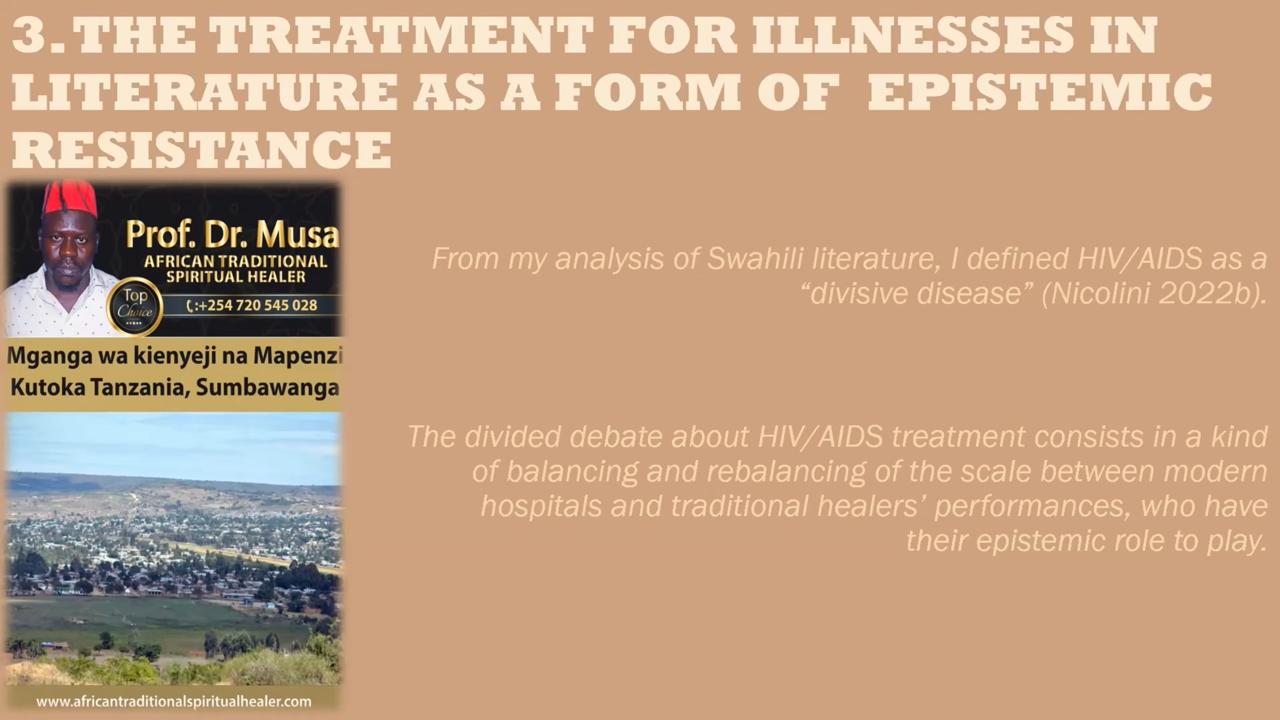 3.THE TREATMENT FOR ILLNESSES IN
LITERATURE AS A FORM OF EPISTEMIC
RESISTANCE
Prof. Dr. Musa
AFRICAN TRADITIONAL
SPIRITUAL HEALER
Top
Choice
:+254 720 545 028
Mganga wa kienyeji na Mapenzi
Kutoka Tanzania, Sumbawanga
www.africantraditionalspiritualhealer.com
From my analysis of Swahili literature, I defined HIV/AIDS as a
“divisive disease” (Nicolini 2022b).
The divided debate about HIV/AIDS treatment consists in a kind
of balancing and rebalancing of the scale between modern
hospitals and traditional healers’ performances, who have
their epistemic role to play.